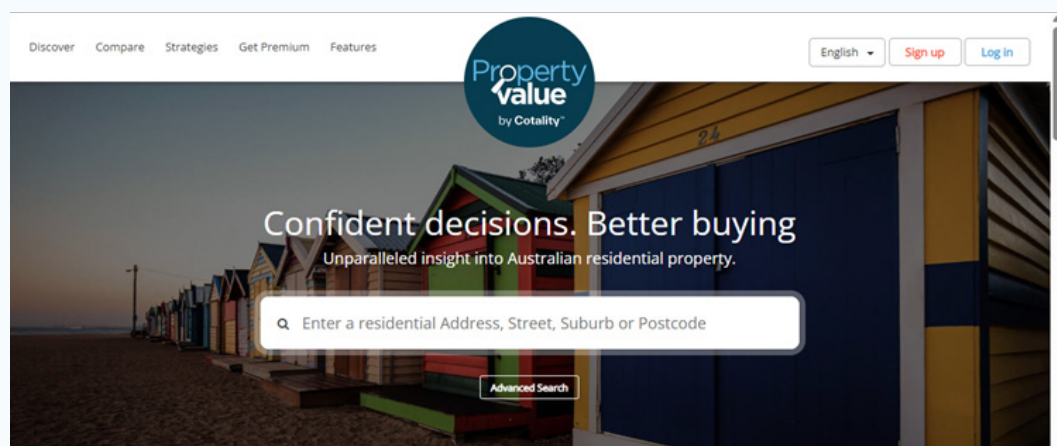 Discover Compare Strategies Get Premium Features
Property
value
by Cotality™
English Sign up Log in
24
Confident decisions. Better buying
Unparalleled insight into Australian residential property.
Enter a residential Address, Street, Suburb or Postcode
Advanced Search